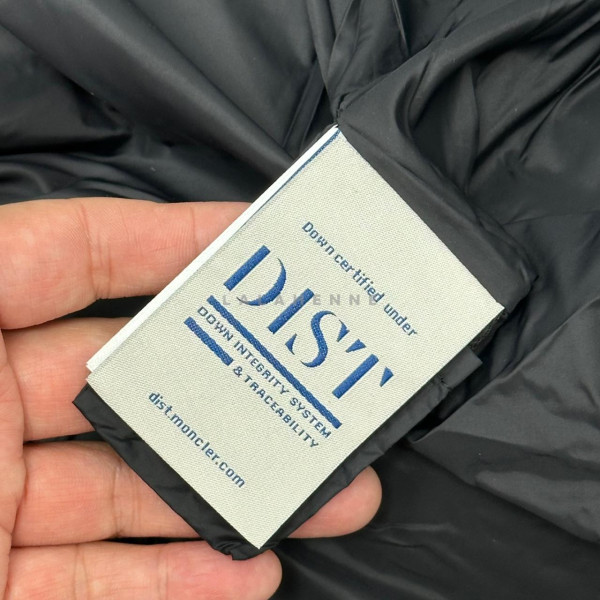 Down certified under
DIST
DOWN INTEGRITY SYSTEM
& TRACEABILITY
dist.moncler.com